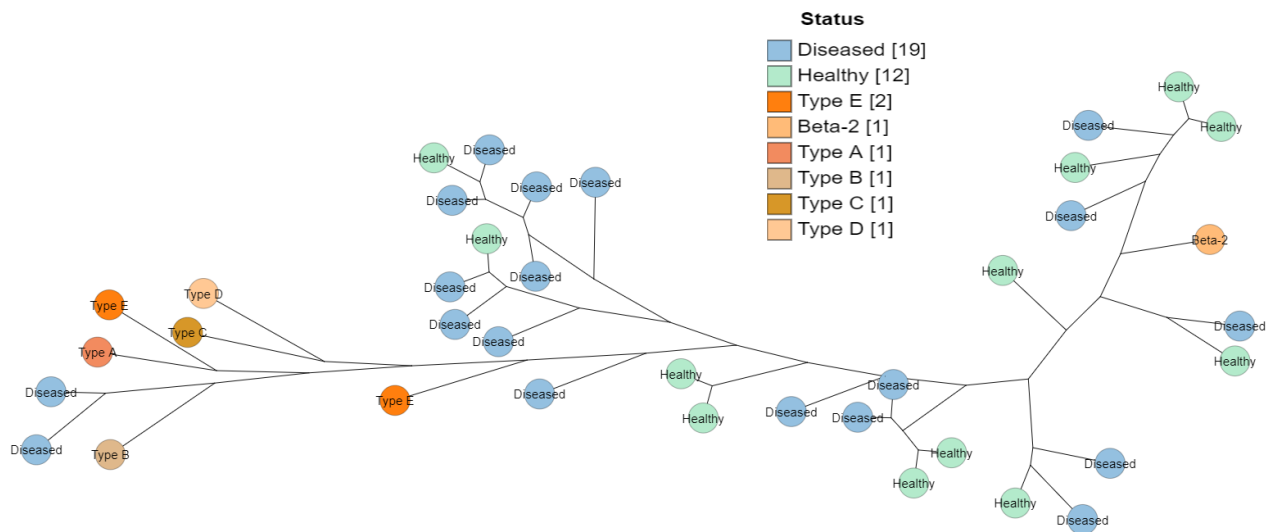 Status
Diseased [19]
Healthy [12]
Type E [2]
Beta-2 [1]
Type A [1]
Type B [1]
Type C [1]
Type D [1]
Healthy
Diseased
Healthy
Healthy
Diseased
Healthy
Diseased
Diseased
Diseased
Healthy
Diseased
Diseased
Healthy
Beta-2
Healthy
Diseased
Diseased
Type D
Type E
Type C
Diseased
Diseased
Diseased
Type A
Healthy
Healthy
Diseased
Diseased
Diseased
Type E
Diseased
Diseased
Healthy
Diseased
Type B
Healthy
Diseased
Healthy
Healthy
Diseased